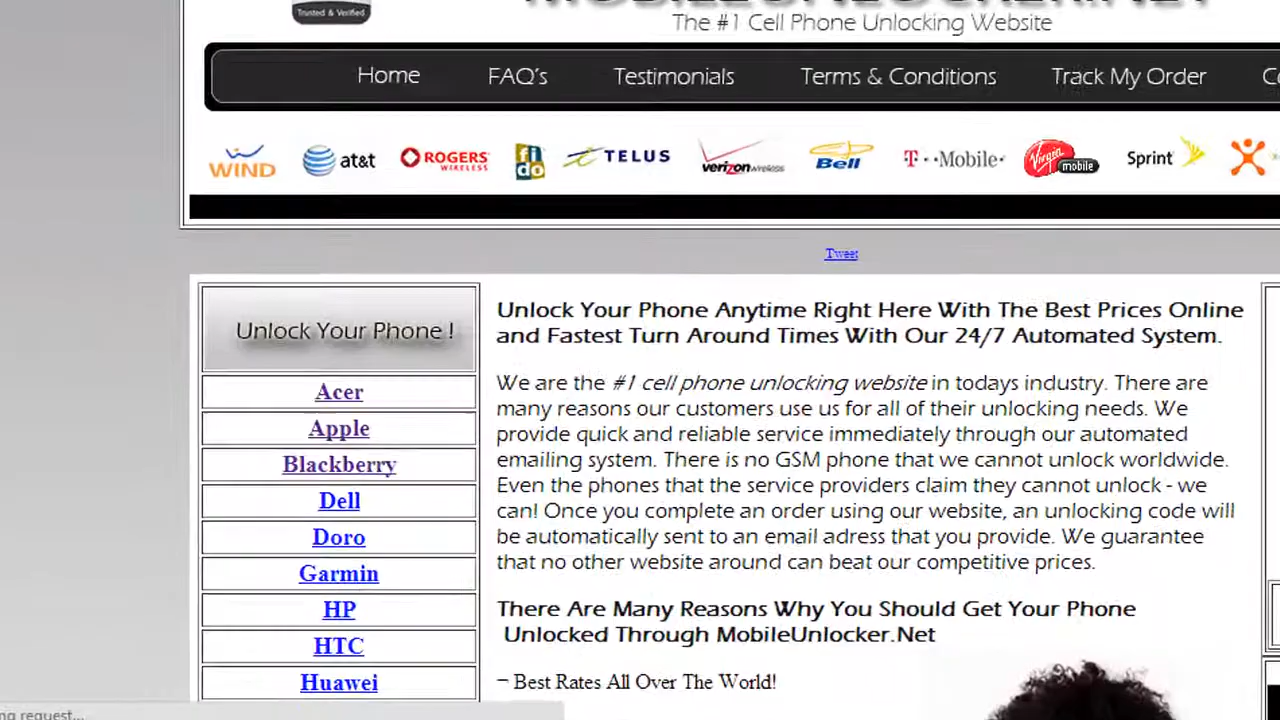 Trusted & Verified
The #1 Cell Phone Unlocking Website
Home FAQ's Testimonials Terms & Conditions Track My Order
WIND at&t ROGERS WIRELESS fido TELUS verizon wireless Bell T-Mobile Virgin mobile Sprint
Tweet
Unlock Your Phone !
Acer
Apple
Blackberry
Dell
Doro
Garmin
HP
HTC
Huawei
Unlock Your Phone Anytime Right Here With The Best Prices Online
and Fastest Turn Around Times With Our 24/7 Automated System.
We are the #1 cell phone unlocking website in todays industry. There are
many reasons our customers use us for all of their unlocking needs. We
provide quick and reliable service immediately through our automated
emailing system. There is no GSM phone that we cannot unlock worldwide.
Even the phones that the service providers claim they cannot unlock - we
can! Once you complete an order using our website, an unlocking code will
be automatically sent to an email adress that you provide. We guarantee
that no other website around can beat our competitive prices.
There Are Many Reasons Why You Should Get Your Phone
Unlocked Through MobileUnlocker.Net
– Best Rates All Over The World!
request...